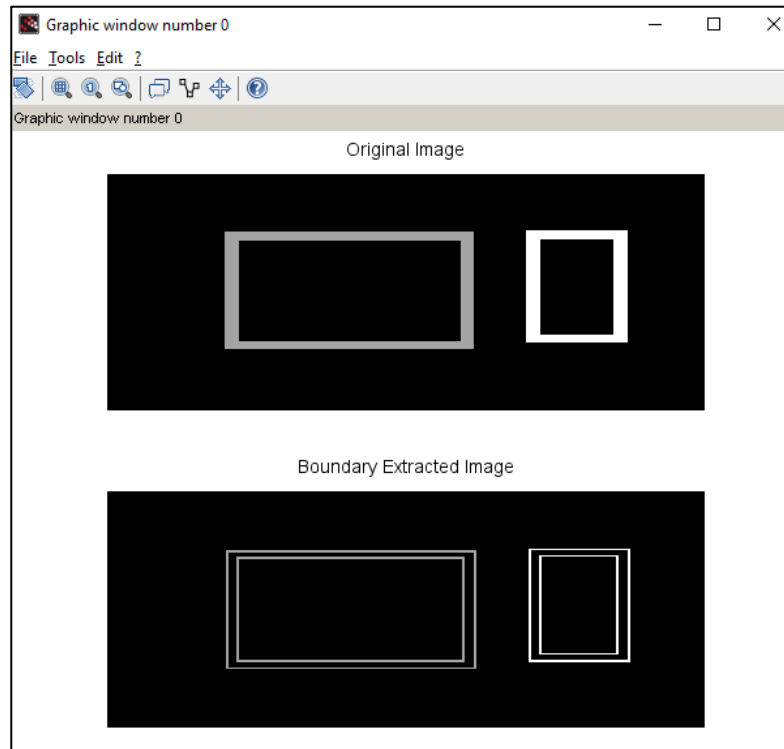 Graphic window number 0
File Tools Edit ?
Graphic window number 0
Original Image
Boundary Extracted Image